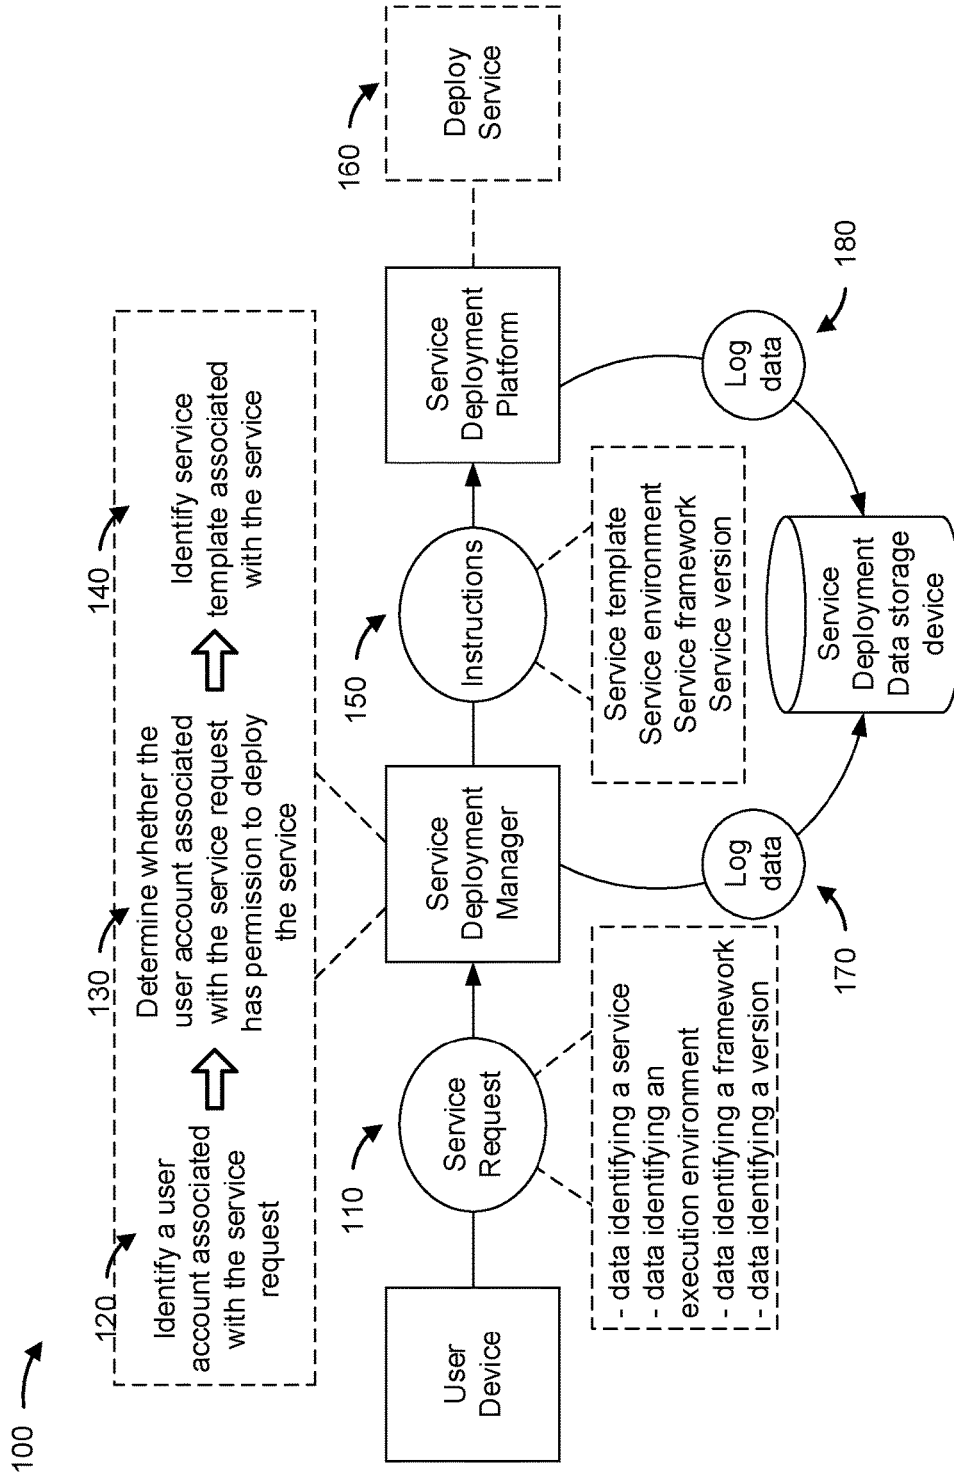 100
120
Identify a user
account associated
with the service
request
130
Determine whether the
user account associated
with the service request
has permission to deploy
the service
140
Identify service
template associated
with the service
User
Device
110
Service
Request
- data identifying a service
- data identifying an
execution environment
- data identifying a framework
- data identifying a version
Service
Deployment
Manager
150
Instructions
Service template
Service environment
Service framework
Service version
Service
Deployment
Platform
160
Deploy
Service
170
Log
data
Service
Deployment
Data storage
device
180
Log
data